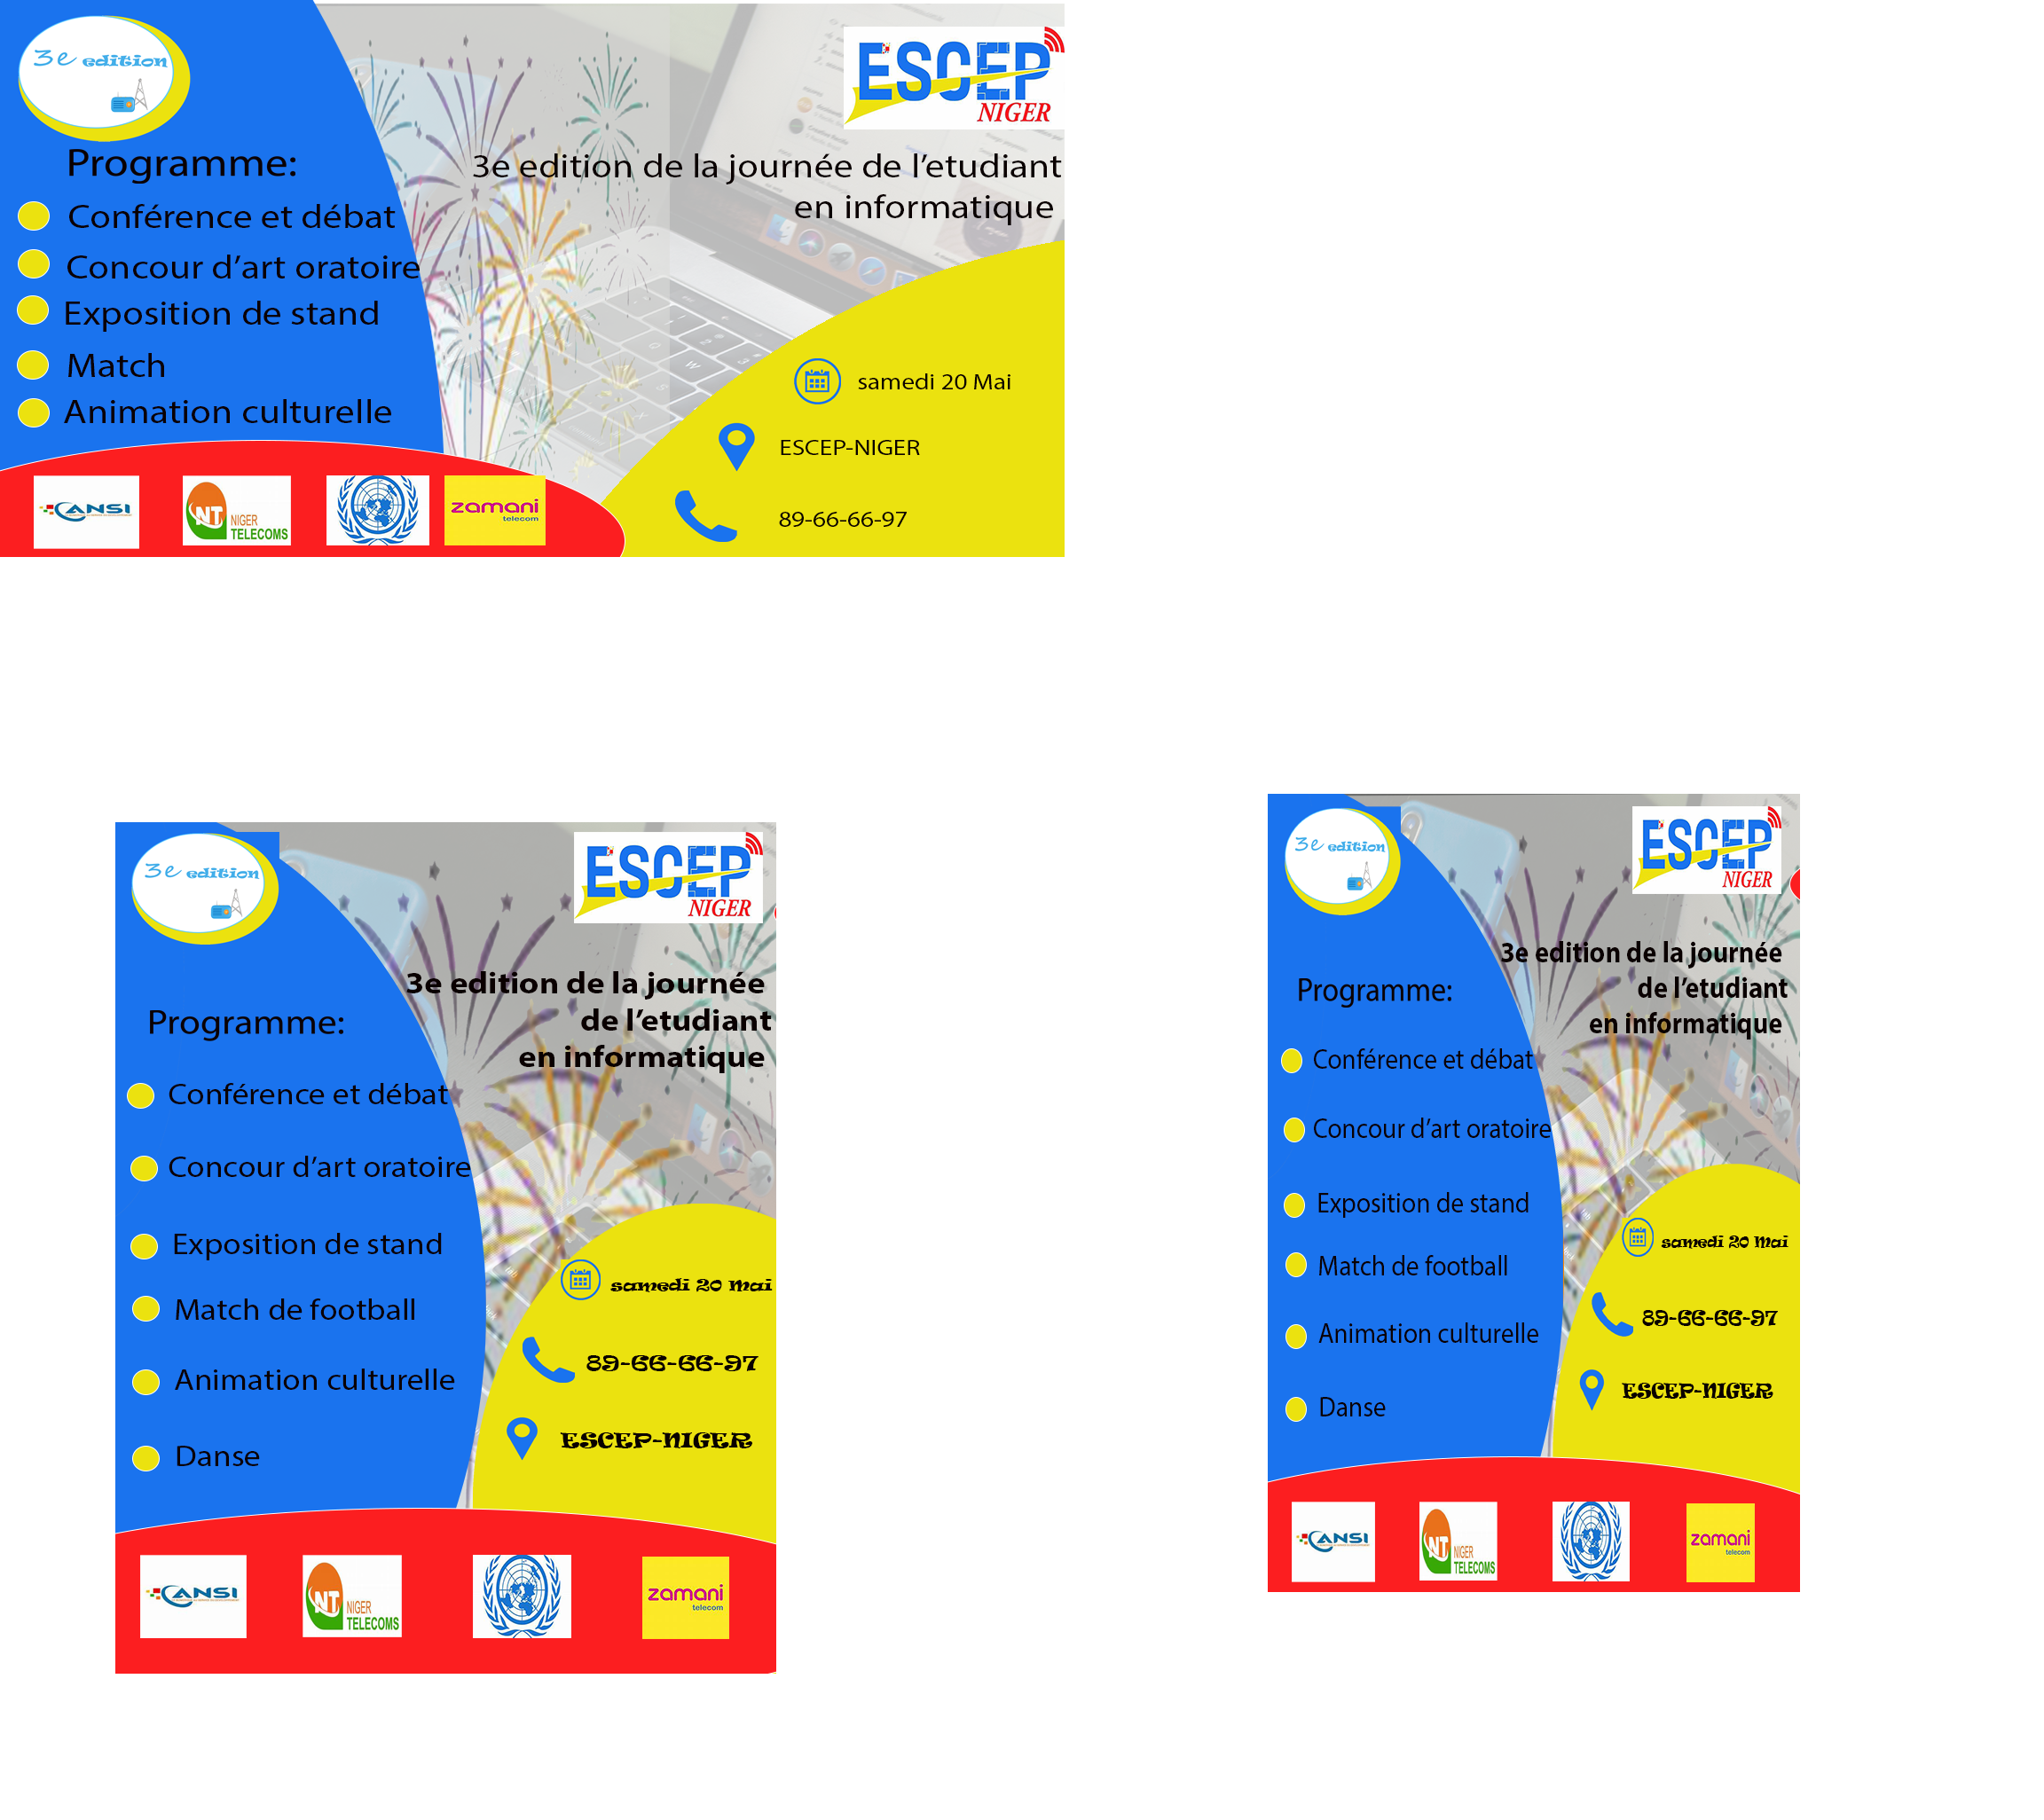 3e edition
ESCEP
NIGER
Programme:
3e edition de la journée de l'etudiant
en informatique
Conférence et débat
Concour d'art oratoire
Exposition de stand
Match
Animation culturelle
samedi 20 Mai
ESCEP-NIGER
89-66-66-97
ANSI
NT NIGER
TELECOMS
zamani
telecom
3e edition
ESCEP
NIGER
3e edition de la journée
de l'etudiant
en informatique
Programme:
Conférence et débat
Concour d'art oratoire
Exposition de stand
Match de football
Animation culturelle
Danse
samedi 20 Mai
89-66-66-97
ESCEP-NIGER
ANSI
NT NIGER
TELECOMS
zamani
telecom
3e edition
ESCEP
NIGER
3e edition de la journée
de l'etudiant
en informatique
Programme:
Conférence et débat
Concour d'art oratoire
Exposition de stand
Match de football
Animation culturelle
Danse
samedi 20 Mai
89-66-66-97
ESCEP-NIGER
ANSI
NT NIGER
TELECOMS
zamani
telecom